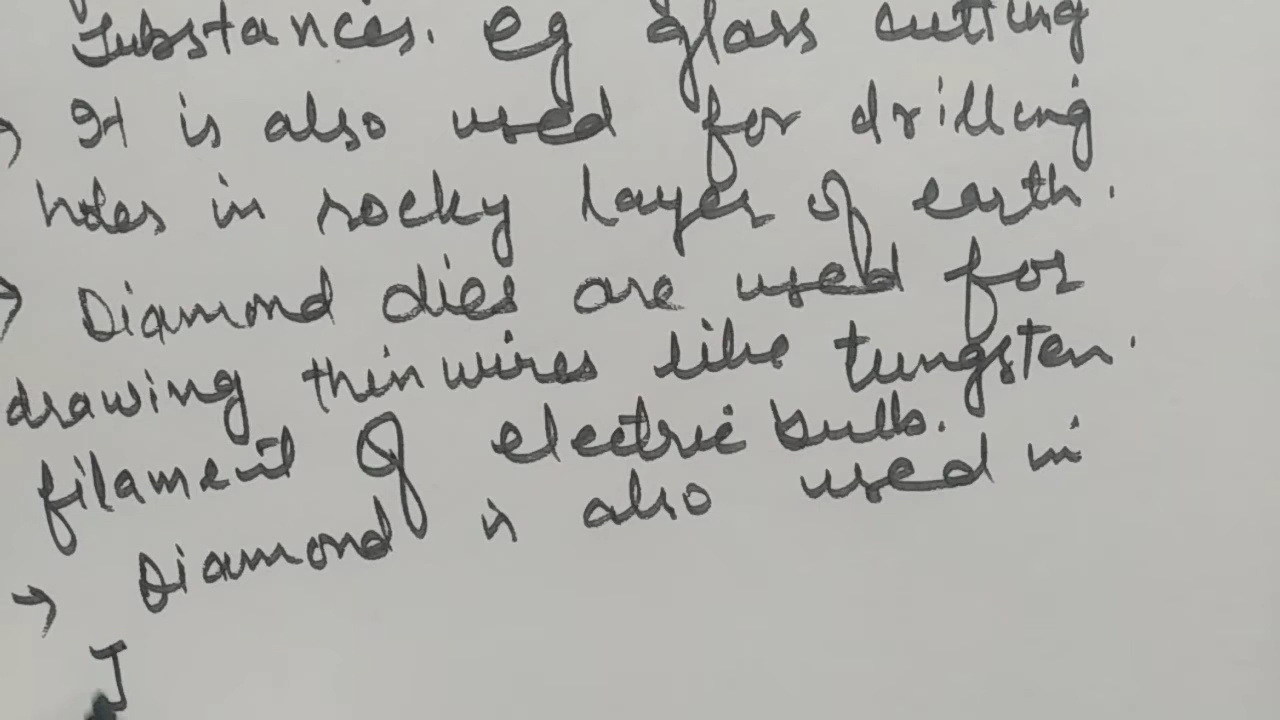 Substances. eg glass cutting
→ It is also used for drilling
holes in rocky layer of earth.
→ Diamond dies are used for
drawing thin wires like tungsten.
filament of electric bulb.
→ Diamond is also used in
J